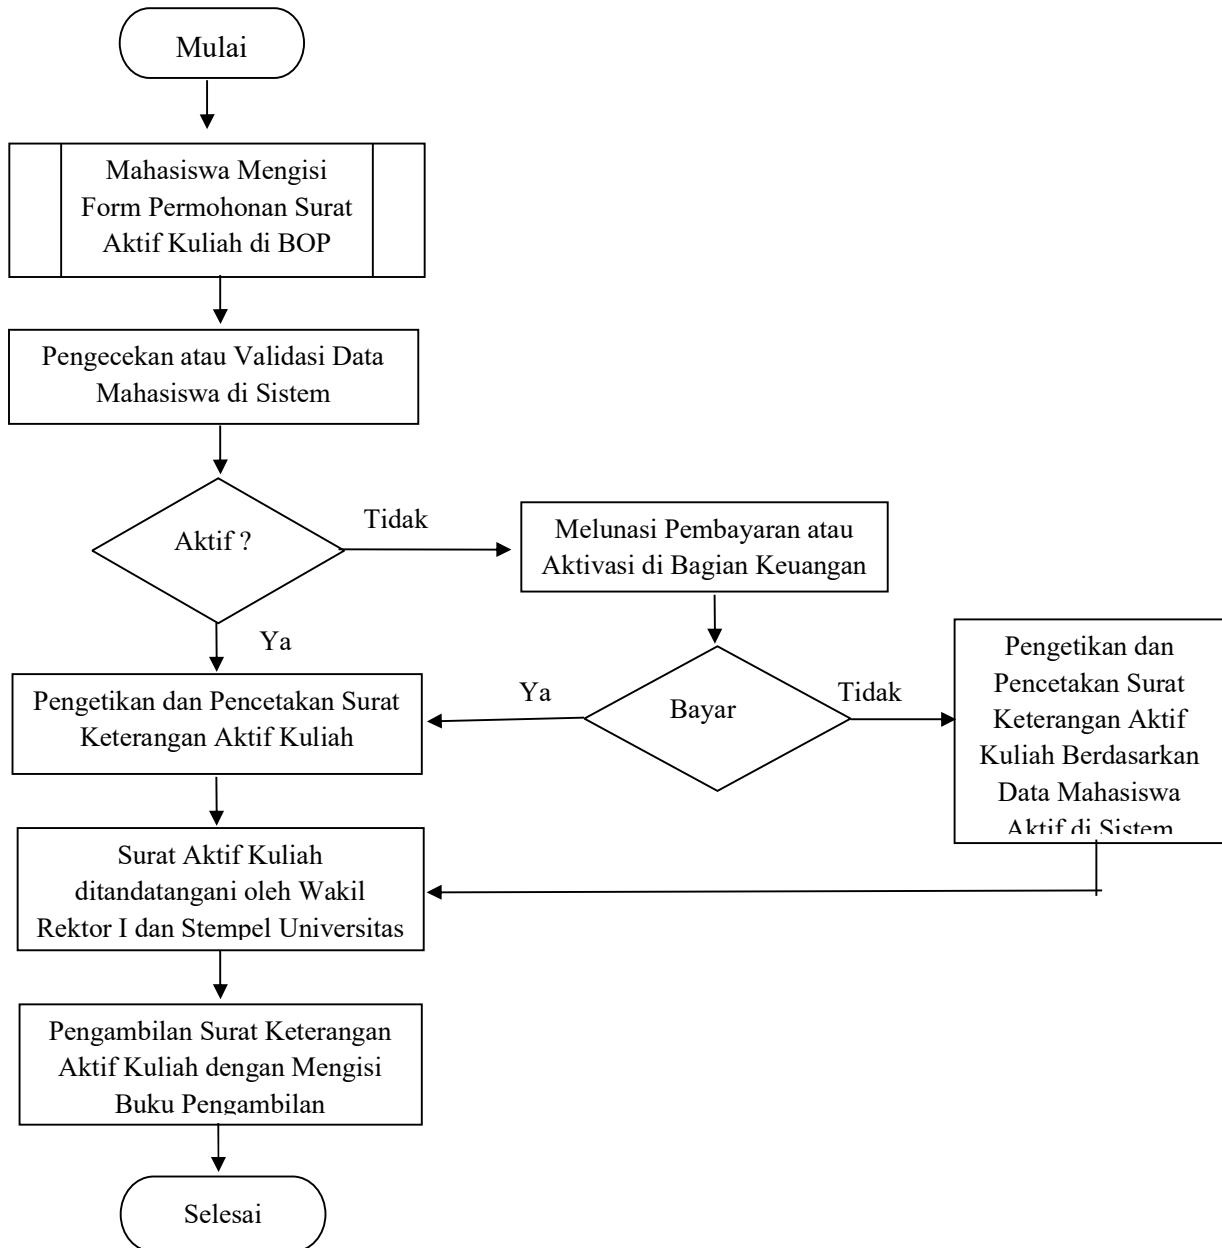 Mulai
Mahasiswa Mengisi
Form Permohonan Surat
Aktif Kuliah di BOP
Pengecekan atau Validasi Data
Mahasiswa di Sistem
Aktif ?
Tidak
Melunasi Pembayaran atau
Aktivasi di Bagian Keuangan
Ya
Pengetikan dan Pencetakan Surat
Keterangan Aktif Kuliah
Ya
Bayar
Tidak
Pengetikan dan
Pencetakan Surat
Keterangan Aktif
Kuliah Berdasarkan
Data Mahasiswa
Aktif di Sistem
Surat Aktif Kuliah
ditandatangani oleh Wakil
Rektor I dan Stempel Universitas
Pengambilan Surat Keterangan
Aktif Kuliah dengan Mengisi
Buku Pengambilan
Selesai